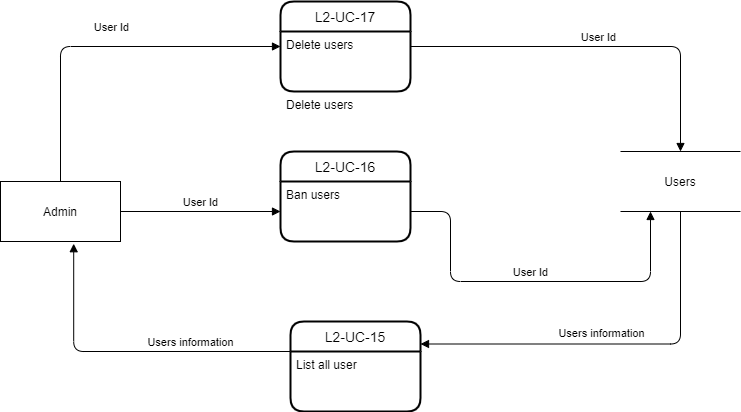 L2-UC-17
User Id
User Id
Delete users
Delete users
L2-UC-16
Users
Ban users
User Id
Admin
User Id
Users information
L2-UC-15
Users information
List all user